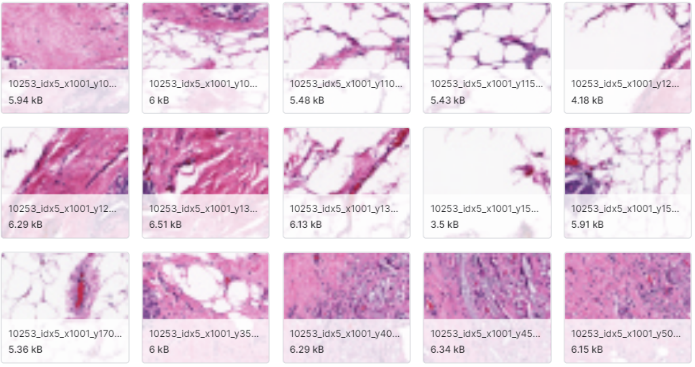 10253_idx5_x1001_y10...
5.94 kB
10253_idx5_x1001_y10...
6 kB
10253_idx5_x1001_y110...
5.48 kB
10253_idx5_x1001_y115...
5.43 kB
10253_idx5_x1001_y12...
4.18 kB
10253_idx5_x1001_y12...
6.29 kB
10253_idx5_x1001_y13...
6.51 kB
10253_idx5_x1001_y13...
6.13 kB
10253_idx5_x1001_y15...
3.5 kB
10253_idx5_x1001_y15...
5.91 kB
10253_idx5_x1001_y170...
5.36 kB
10253_idx5_x1001_y35...
6 kB
10253_idx5_x1001_y40...
6.29 kB
10253_idx5_x1001_y45...
6.34 kB
10253_idx5_x1001_y50...
6.15 kB